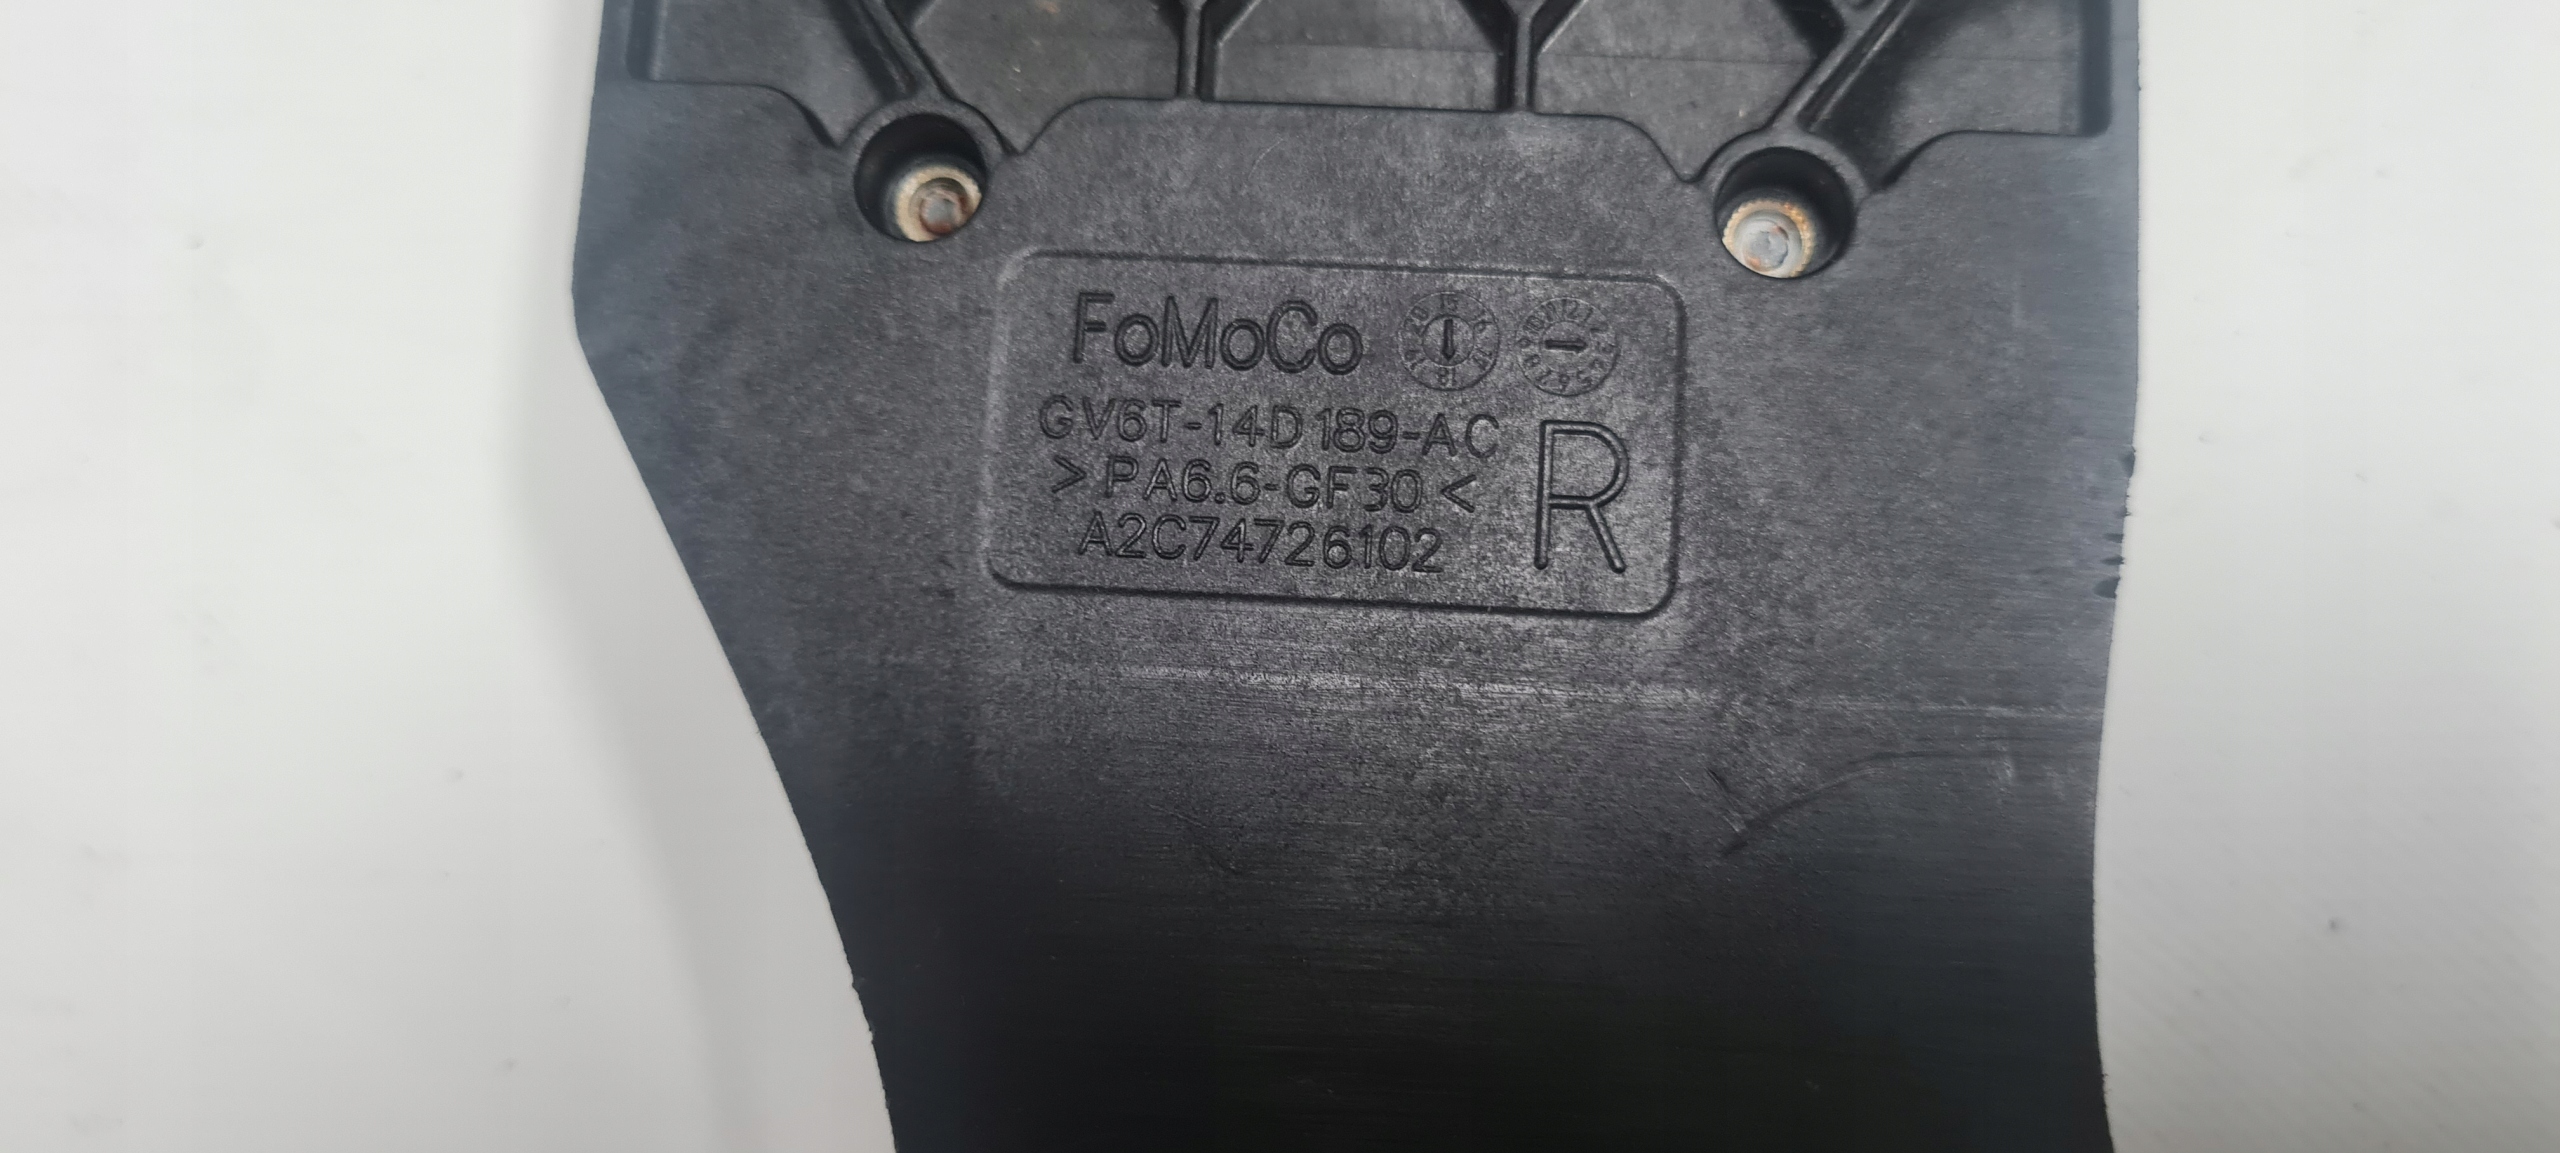 FoMoCo
GV6T-14D189-AC
>PA6.6-GF30<
A2C74726102
R